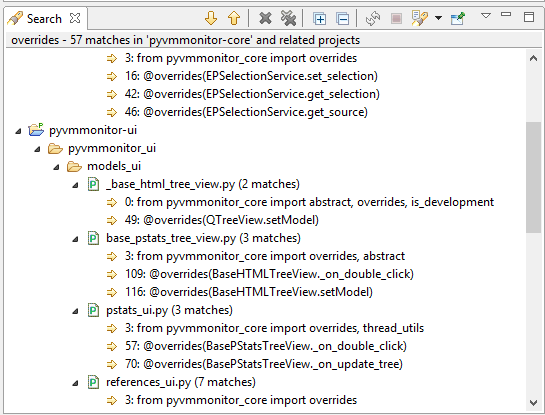 Search
overrides - 57 matches in 'pyvmmonitor-core' and related projects
3: from pyvmmonitor_core import overrides
16: @overrides(EPSelectionService.set_selection)
42: @overrides(EPSelectionService.get_selection)
46: @overrides(EPSelectionService.get_source)
pyvmmonitor-ui
pyvmmonitor_ui
models_ui
_base_html_tree_view.py (2 matches)
0: from pyvmmonitor_core import abstract, overrides, is_development
49: @overrides(QTreeView.setModel)
base_pstats_tree_view.py (3 matches)
3: from pyvmmonitor_core import overrides, abstract
109: @overrides(BaseHTMLTreeView._on_double_click)
116: @overrides(BaseHTMLTreeView.setModel)
pstats_ui.py (3 matches)
3: from pyvmmonitor_core import overrides, thread_utils
57: @overrides(BasePStatsTreeView._on_double_click)
70: @overrides(BasePStatsTreeView._on_update_tree)
references_ui.py (7 matches)
3: from pyvmmonitor_core import overrides